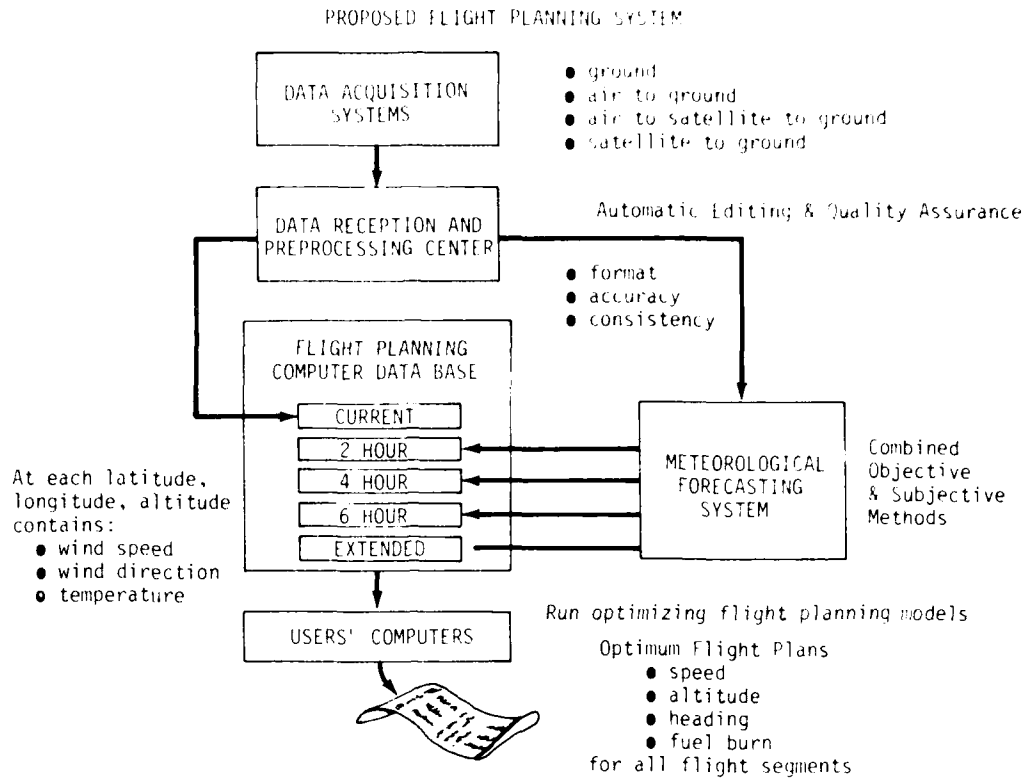 PROPOSED FLIGHT PLANNING SYSTEM
DATA ACQUISITION
SYSTEMS
● ground
● air to ground
● air to satellite to ground
● satellite to ground
DATA RECEPTION AND
PREPROCESSING CENTER
Automatic Editing & Quality Assurance
● format
● accuracy
● consistency
FLIGHT PLANNING
COMPUTER DATA BASE
CURRENT
2 HOUR
4 HOUR
6 HOUR
EXTENDED
METEOROLOGICAL
FORECASTING
SYSTEM
Combined
Objective
& Subjective
Methods
At each latitude,
longitude, altitude
contains:
● wind speed
● wind direction
● temperature
USERS' COMPUTERS
Run optimizing flight planning models
Optimum Flight Plans
● speed
● altitude
● heading
● fuel burn
for all flight segments